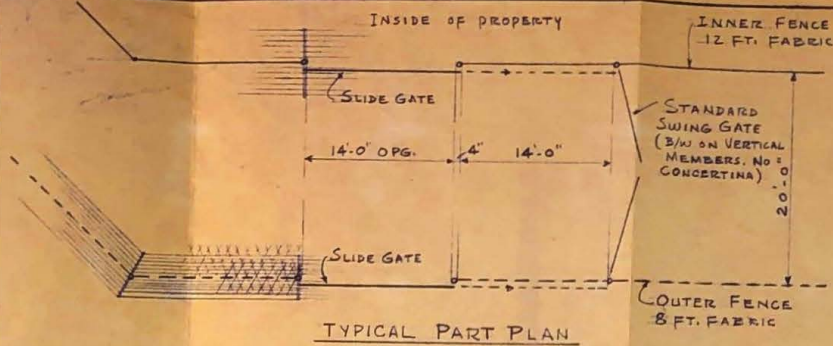 INSIDE OF PROPERTY
INNER FENCE
12 FT. FABRIC
SLIDE GATE
STANDARD
SWING GATE
(B/W ON VERTICAL
MEMBERS. NO
CONCERTINA)
14'-0" OPG.
4"
14'-0"
20'-0
SLIDE GATE
OUTER FENCE
8 FT. FABRIC
TYPICAL PART PLAN